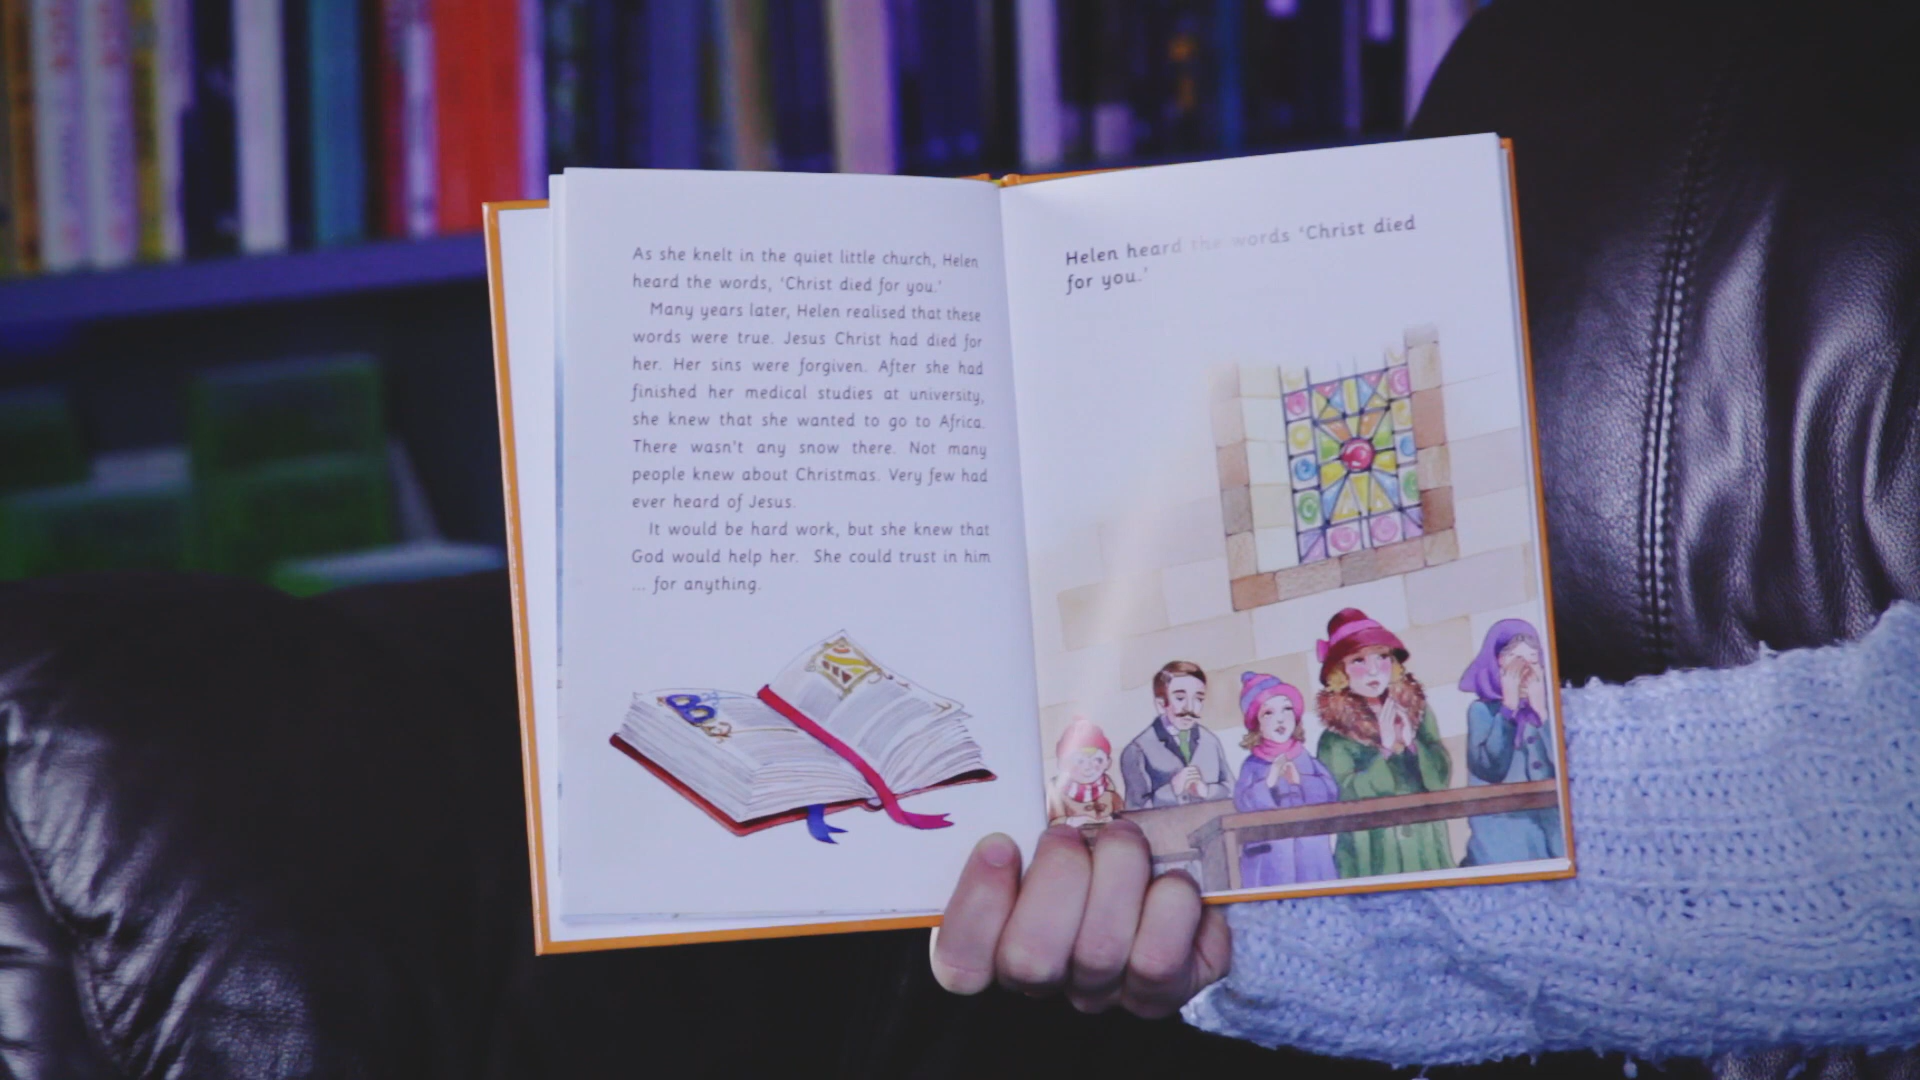 As she knelt in the quiet little church, Helen
heard the words, ‘Christ died for you.’
Many years later, Helen realised that these
words were true. Jesus Christ had died for
her. Her sins were forgiven. After she had
finished her medical studies at university,
she knew that she wanted to go to Africa.
There wasn't any snow there. Not many
people knew about Christmas. Very few had
ever heard of Jesus.
It would be hard work, but she knew that
God would help her. She could trust in him
... for anything.
Helen heard the words ‘Christ died
for you.’